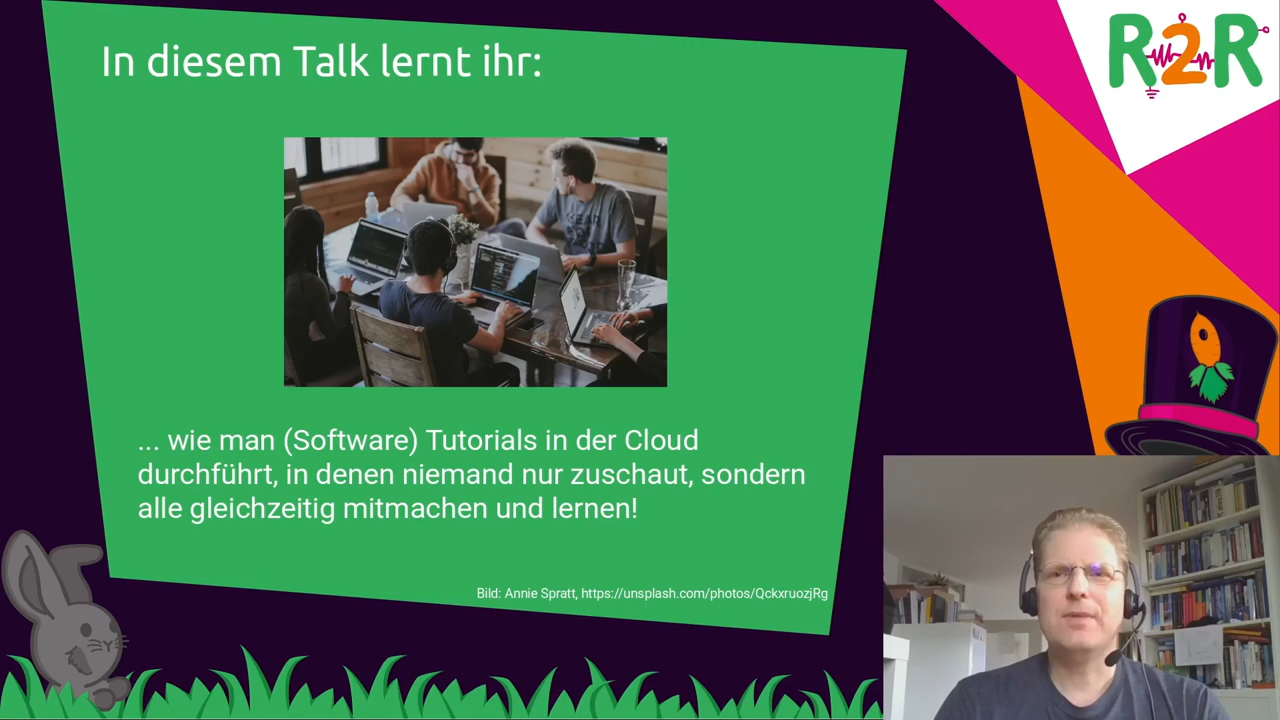 In diesem Talk lernt ihr:
R2R
... wie man (Software) Tutorials in der Cloud
durchführt, in denen niemand nur zuschaut, sondern
alle gleichzeitig mitmachen und lernen!
Bild: Annie Spratt, https://unsplash.com/photos/QckxruozjRg